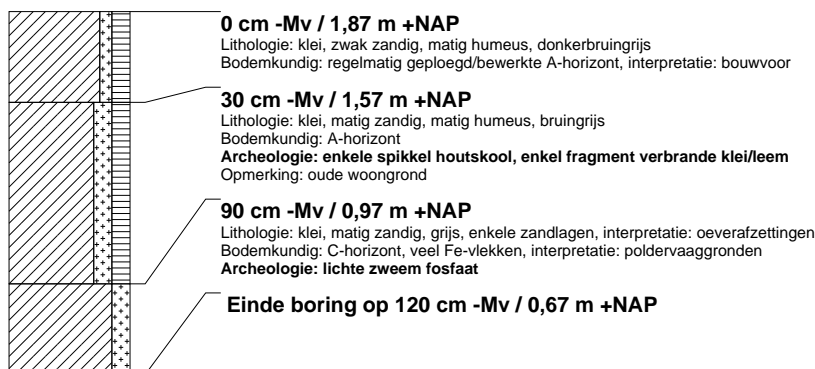 0 cm -Mv / 1,87 m +NAP
Lithologie: klei, zwak zandig, matig humeus, donkerbruingrijs
Bodemkundig: regelmatig geploegd/bewerkte A-horizont, interpretatie: bouwvoor
30 cm -Mv / 1,57 m +NAP
Lithologie: klei, matig zandig, matig humeus, bruingrijs
Bodemkundig: A-horizont
Archeologie: enkele spikkel houtskool, enkel fragment verbrande klei/leem
Opmerking: oude woongrond
90 cm -Mv / 0,97 m +NAP
Lithologie: klei, matig zandig, grijs, enkele zandlagen, interpretatie: oeverafzettingen
Bodemkundig: C-horizont, veel Fe-vlekken, interpretatie: poldervaaggronden
Archeologie: lichte zweem fosfaat
Einde boring op 120 cm -Mv / 0,67 m +NAP